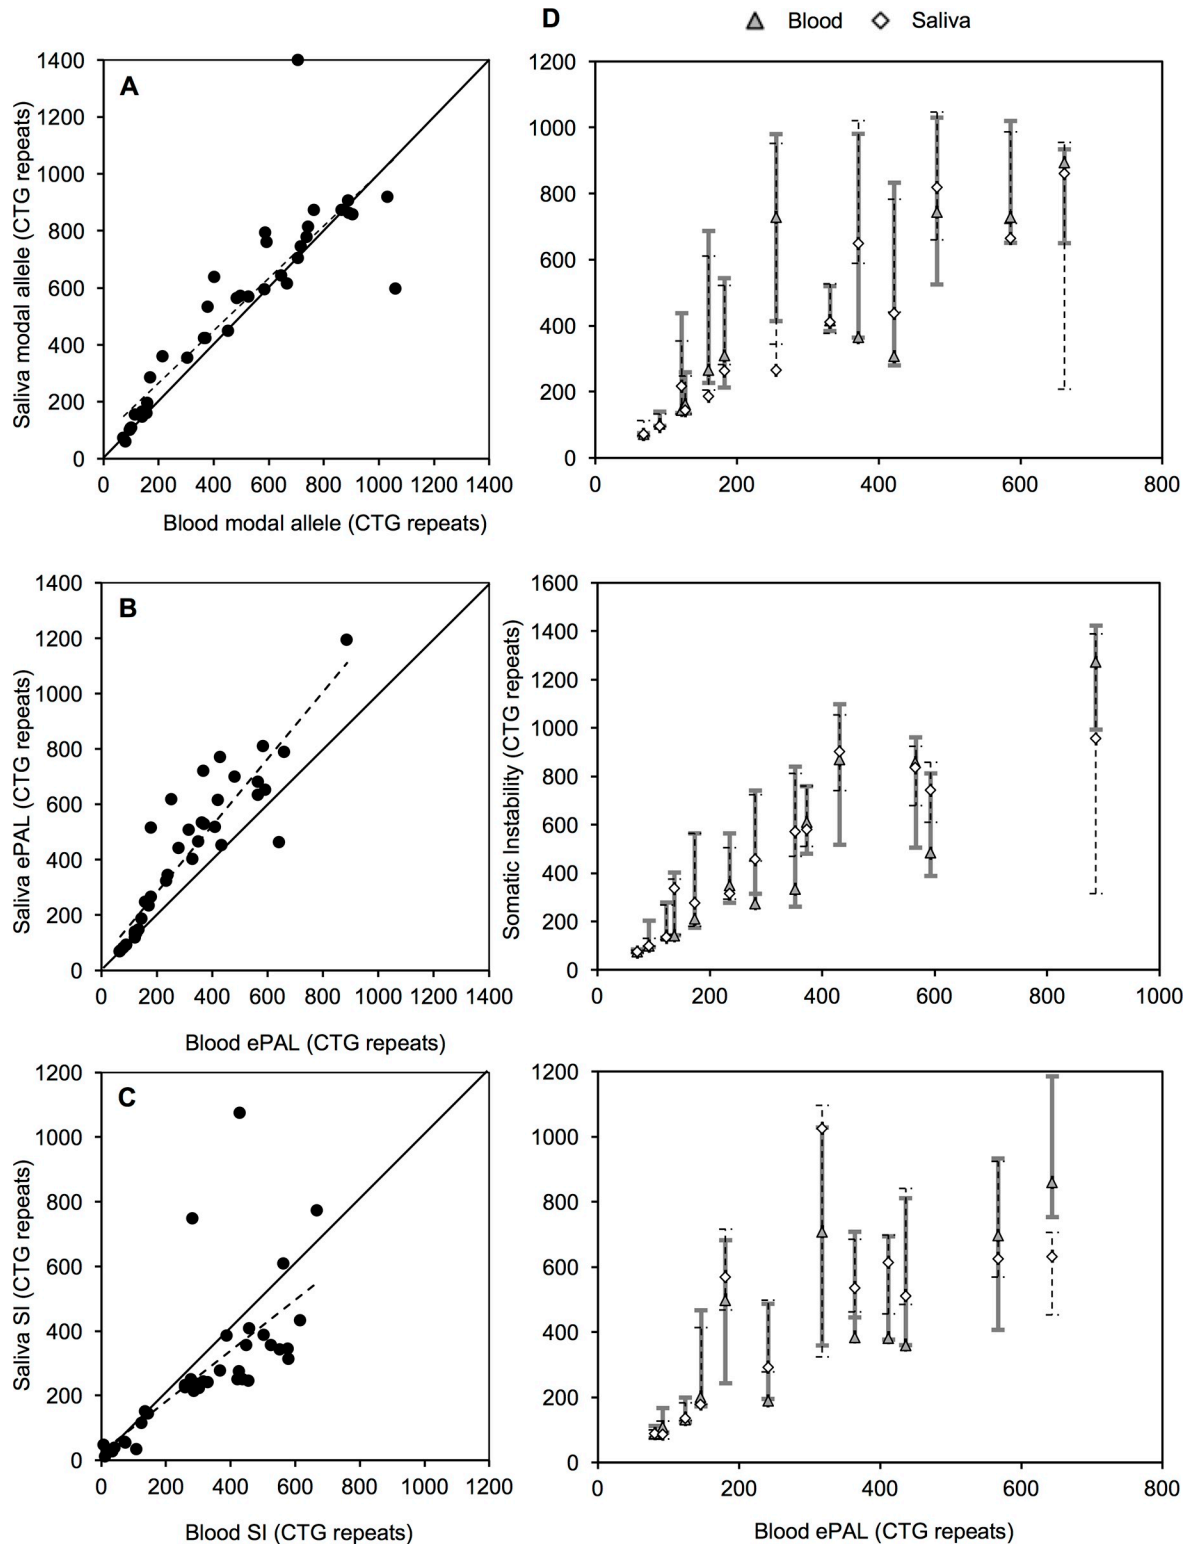 D
Blood
Saliva
A
1400
1200
1000
800
600
400
200
0
Saliva modal allele (CTG repeats)
0 200 400 600 800 1000 1200 1400
Blood modal allele (CTG repeats)
1200
1000
800
600
400
200
0
0 200 400 600 800
B
1400
1200
1000
800
600
400
200
0
Saliva ePAL (CTG repeats)
0 200 400 600 800 1000 1200 1400
Blood ePAL (CTG repeats)
1600
1400
1200
1000
800
600
400
200
0
Somatic Instability (CTG repeats)
0 200 400 600 800 1000
C
1200
1000
800
600
400
200
0
Saliva SI (CTG repeats)
0 200 400 600 800 1000 1200
Blood SI (CTG repeats)
1200
1000
800
600
400
200
0
0 200 400 600 800
Blood ePAL (CTG repeats)